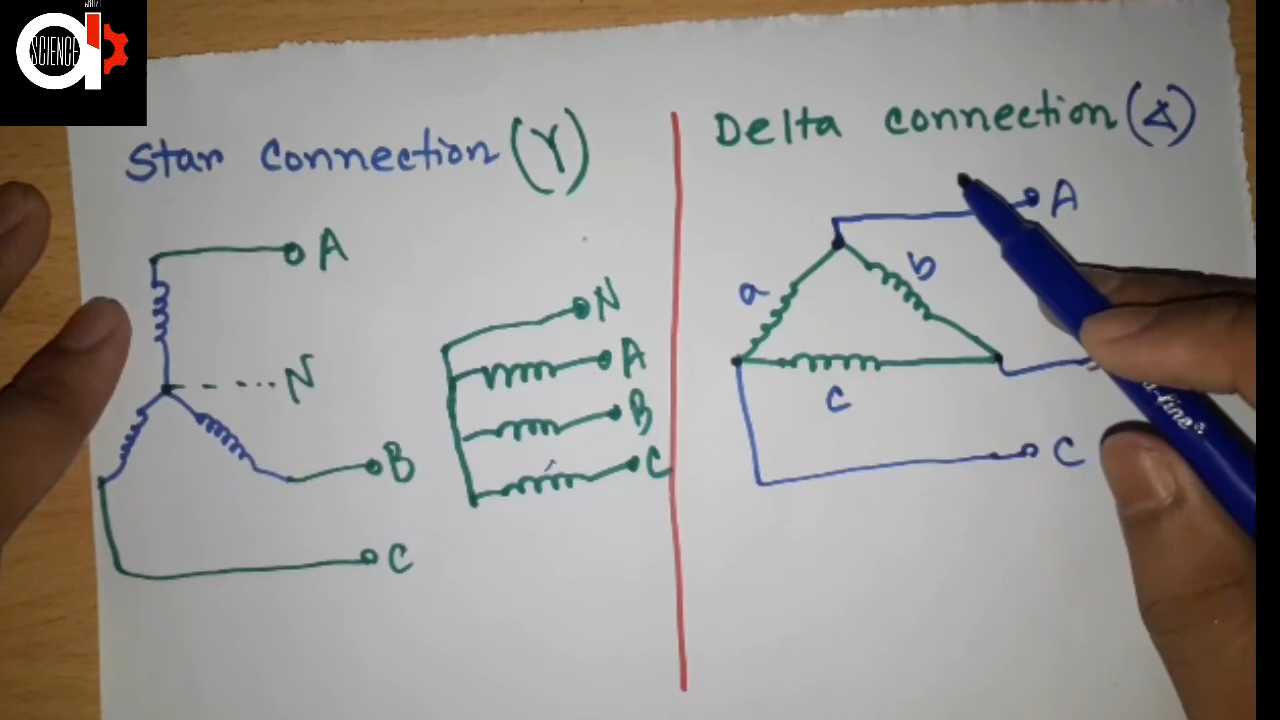 SCIENCE
Star connection (Y)
Delta connection (Δ)
A
N
B
C
N
A
B
C
A
a
b
c
C